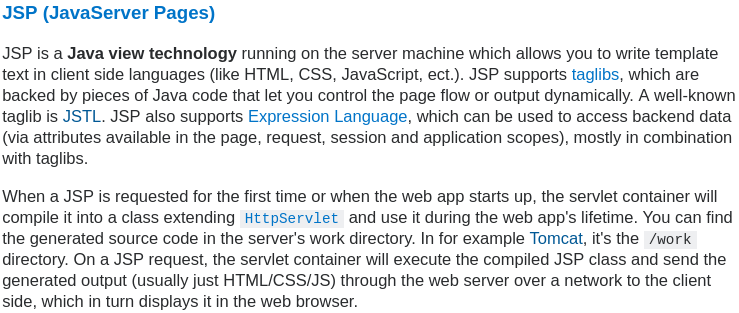 JSP (JavaServer Pages)
JSP is a Java view technology running on the server machine which allows you to write template
text in client side languages (like HTML, CSS, JavaScript, ect.). JSP supports taglibs, which are
backed by pieces of Java code that let you control the page flow or output dynamically. A well-known
taglib is JSTL. JSP also supports Expression Language, which can be used to access backend data
(via attributes available in the page, request, session and application scopes), mostly in combination
with taglibs.
When a JSP is requested for the first time or when the web app starts up, the servlet container will
compile it into a class extending HttpServlet and use it during the web app's lifetime. You can find
the generated source code in the server's work directory. In for example Tomcat, it's the /work
directory. On a JSP request, the servlet container will execute the compiled JSP class and send the
generated output (usually just HTML/CSS/JS) through the web server over a network to the client
side, which in turn displays it in the web browser.